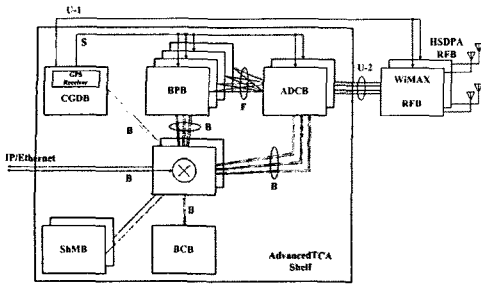 U-1
S
HSDPA
RFB
GPS
Receiver
CGDB
BPB
F
ADCB
U-2
WiMAX
RFB
B
B
IP/Ethernet
B
B
B
ShMB
BCB
AdvancedTCA
Shelf